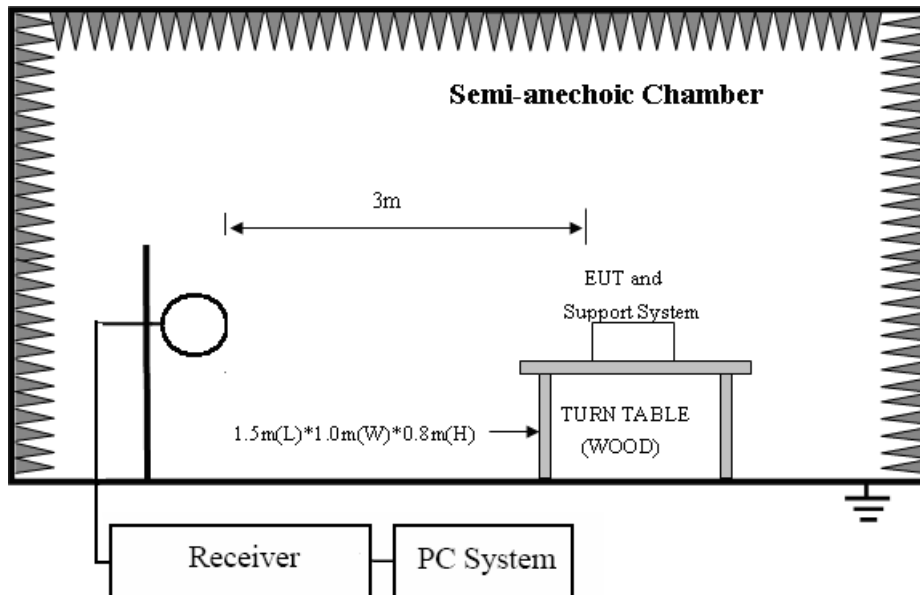 Semi-anechoic Chamber
3m
EUT and
Support System
1.5m(L)*1.0m(W)*0.8m(H)
TURN TABLE
(WOOD)
Receiver
PC System